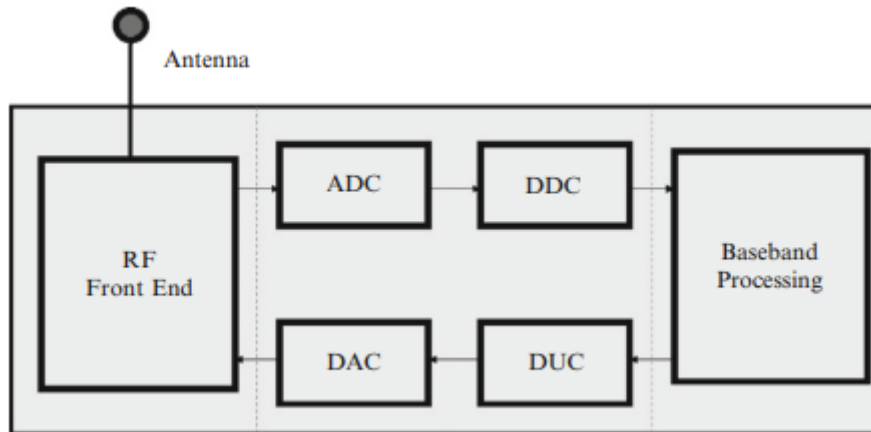 Antenna
ADC
DDC
RF
Front End
Baseband
Processing
DAC
DUC